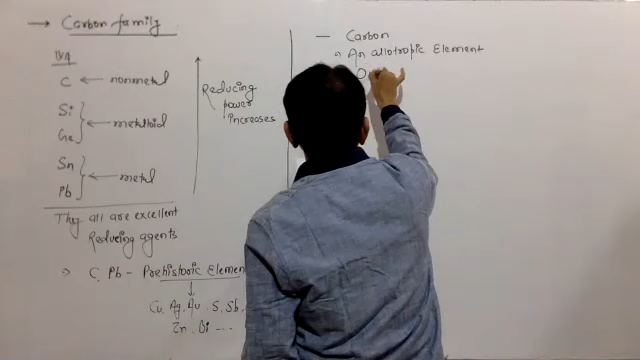 → Carbon family
IVA
C ← nonmetal
Si
Ge
← metalloid
Sn
Pb
← metal
Reducing
power
increases
They all are excellent
Reducing agents
C, Pb - Prehistoric Element
↓
Cu, Ag, Au, S, Sb,
Zn, Bi ...
— Carbon
An allotropic Element